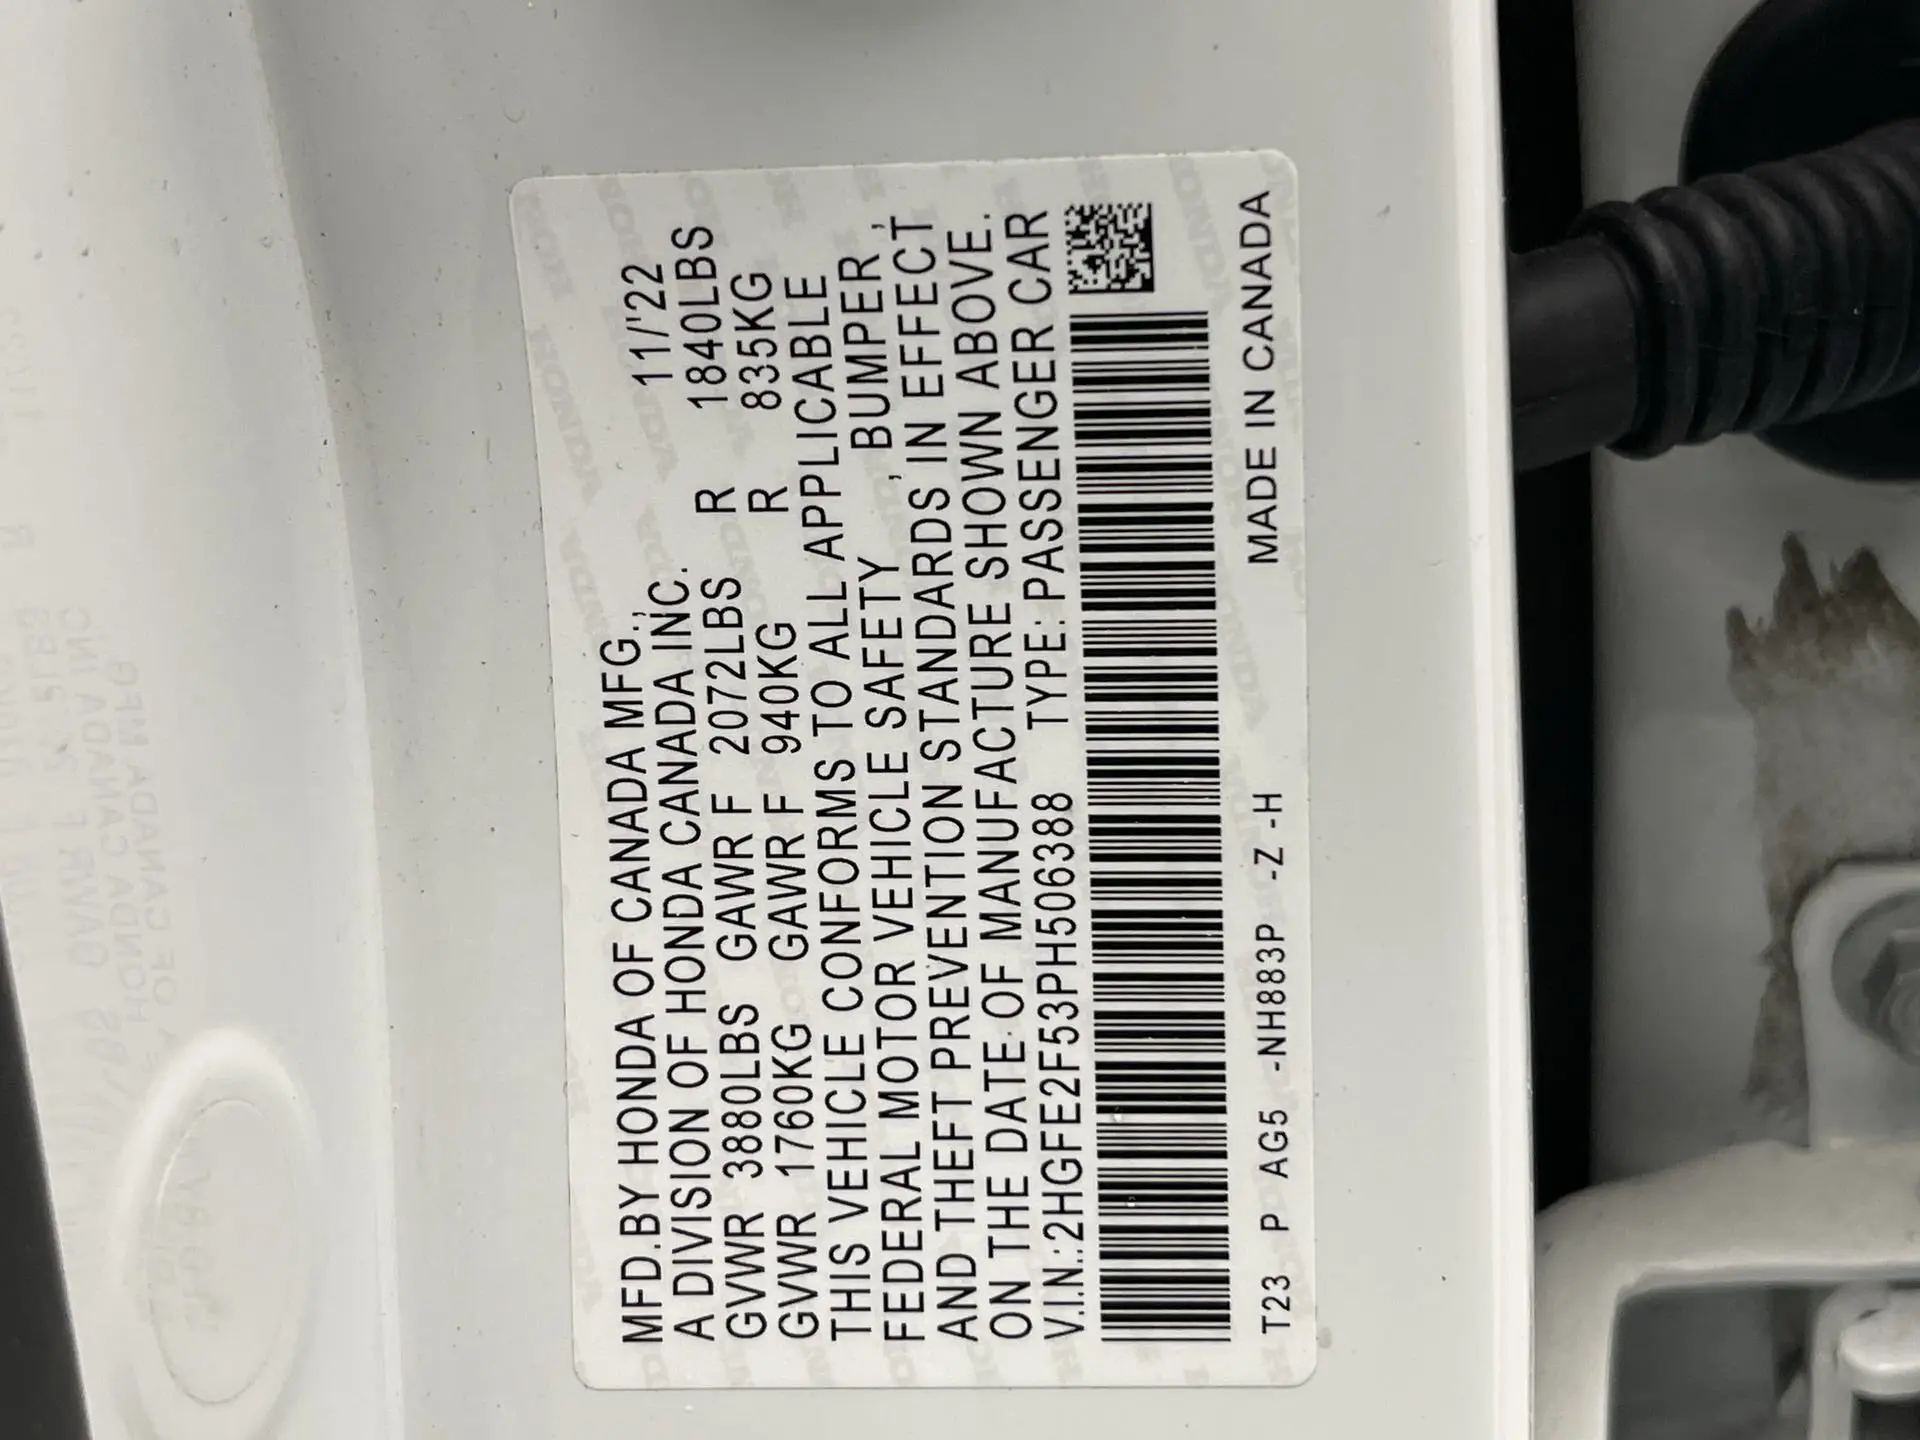 MFD.BY HONDA OF CANADA MFG.,
A DIVISION OF HONDA CANADA INC. 11/'22
GVWR 3880LBS GAWR F 2072LBS R 1840LBS
GVWR 1760KG GAWR F 940KG R 835KG
THIS VEHICLE CONFORMS TO ALL APPLICABLE
FEDERAL MOTOR VEHICLE SAFETY , BUMPER ,
AND THEFT PREVENTION STANDARDS IN EFFECT
ON THE DATE OF MANUFACTURE SHOWN ABOVE.
V.I.N.:2HGFE2F53PH506388 TYPE:PASSENGER CAR
T23 P AG5 -NH883P -Z -H MADE IN CANADA